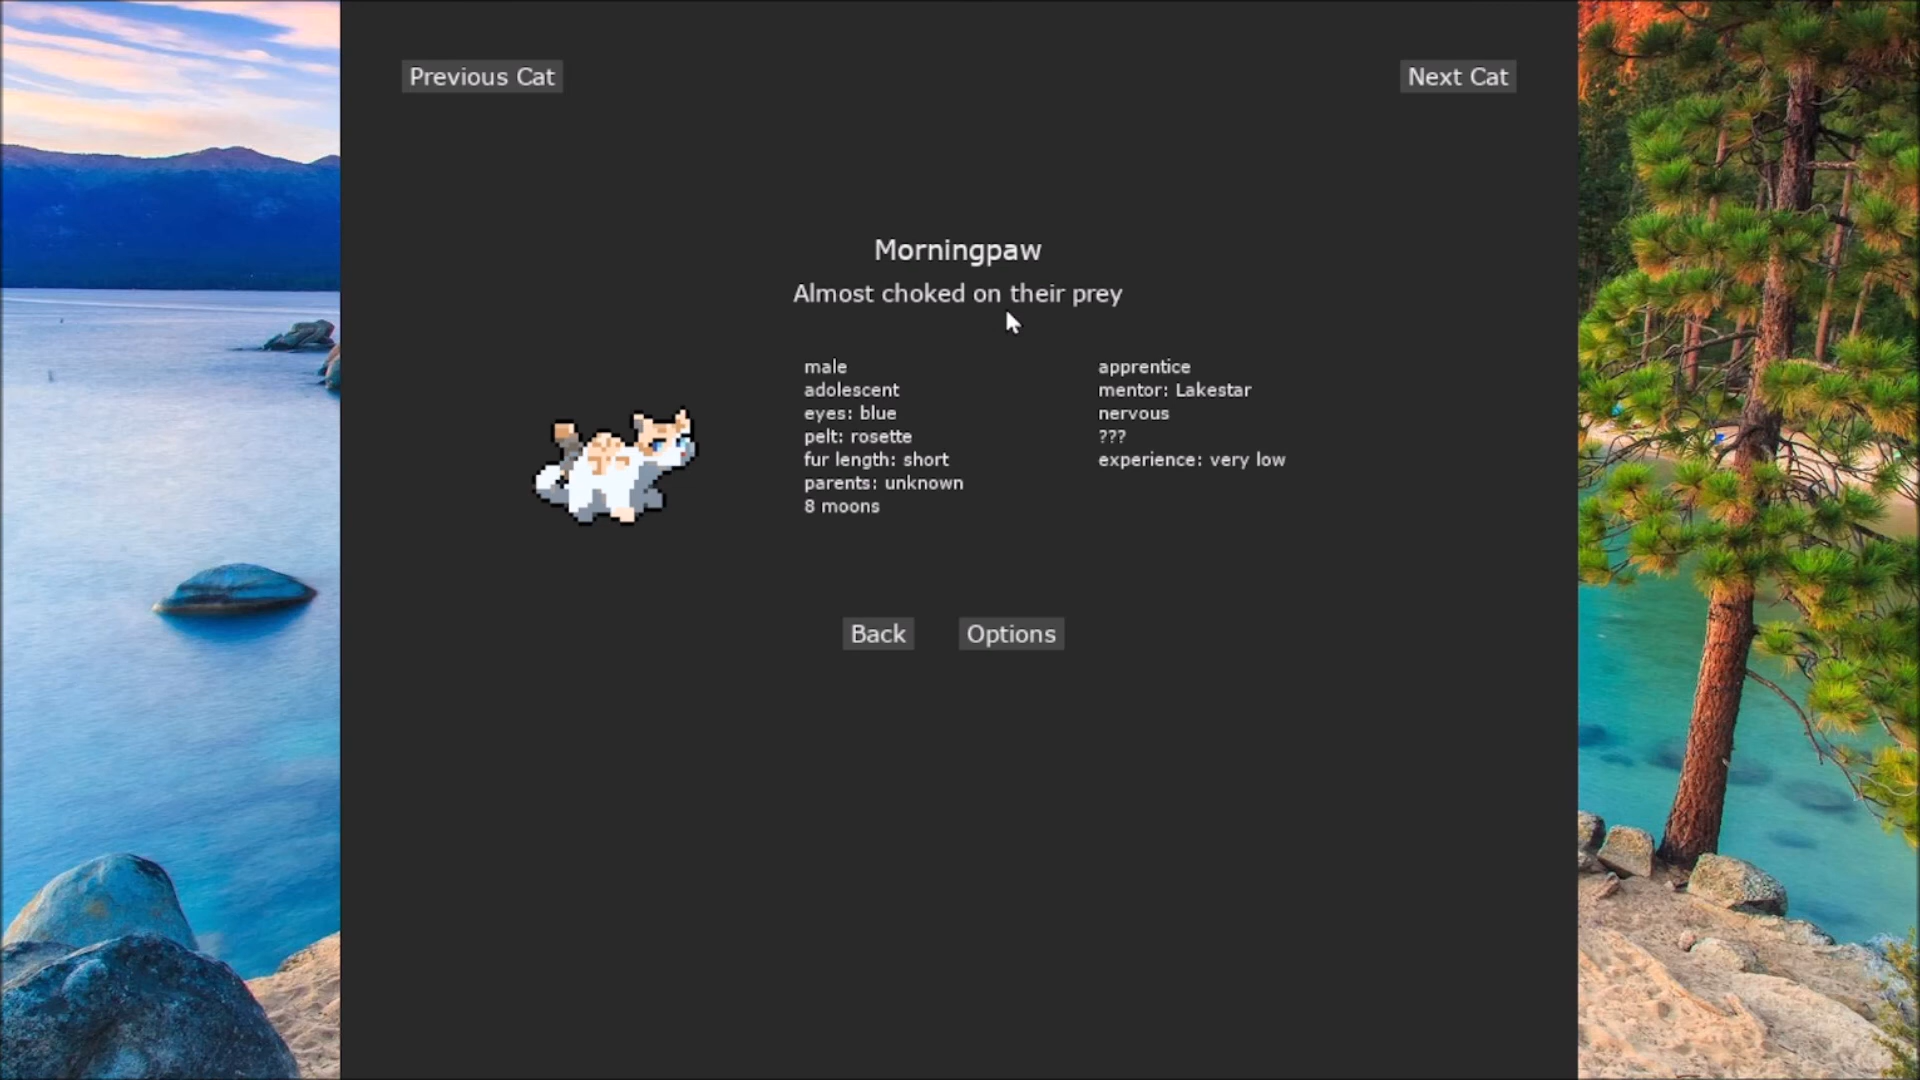 Previous Cat
Next Cat
Morningpaw
Almost choked on their prey
male
adolescent
eyes: blue
pelt: rosette
fur length: short
parents: unknown
8 moons
apprentice
mentor: Lakestar
nervous
???
experience: very low
Back
Options